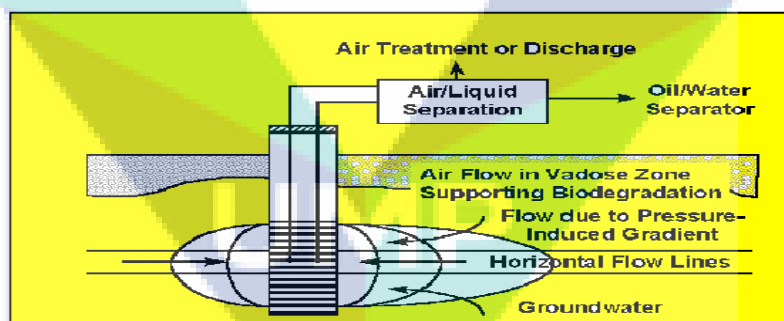 Air Treatment or Discharge
Air/Liquid
Separation
Oil/Water
Separator
Air Flow in Vadose Zone
Supporting Biodegradation
Flow due to Pressure-
Induced Gradient
Horizontal Flow Lines
Groundwater
UMP